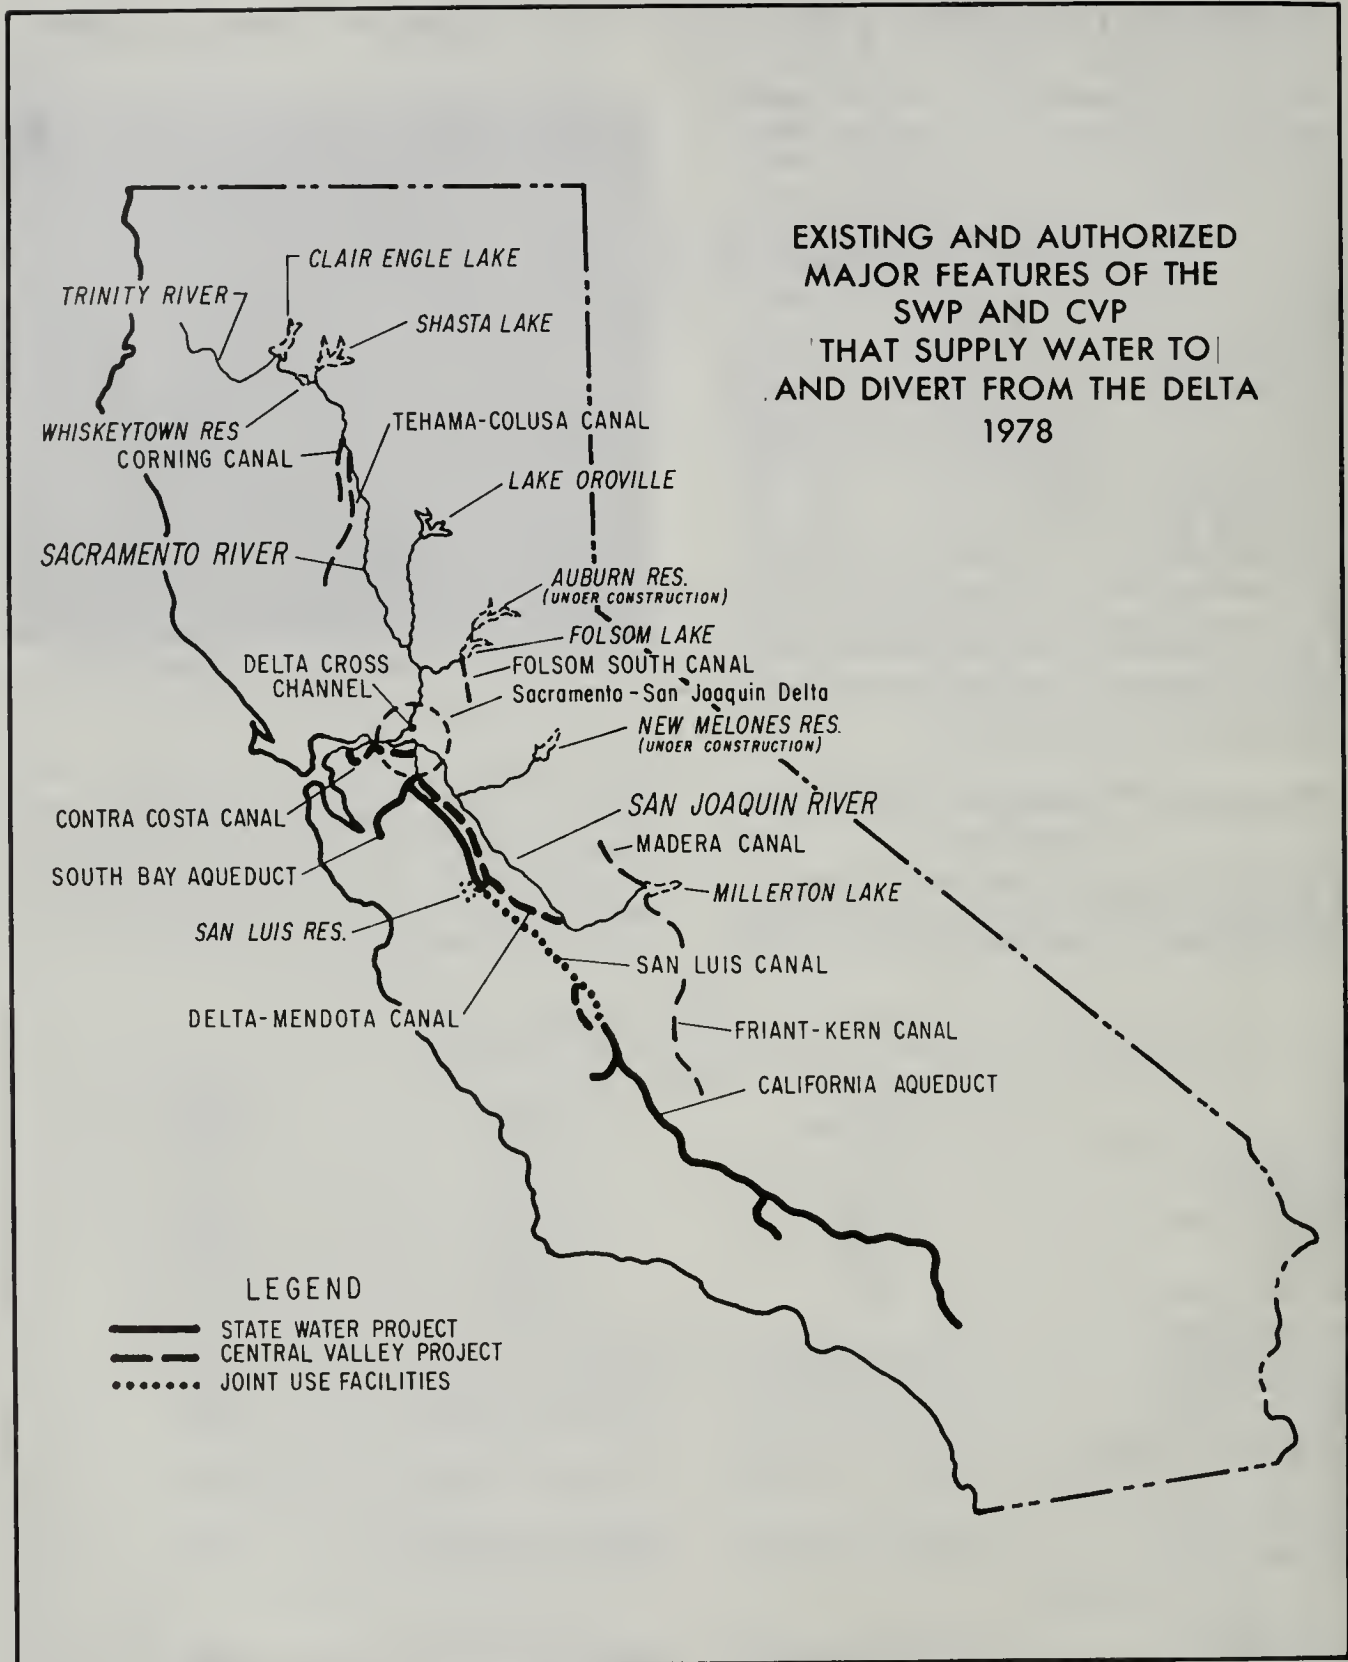 EXISTING AND AUTHORIZED
MAJOR FEATURES OF THE
SWP AND CVP
THAT SUPPLY WATER TO
AND DIVERT FROM THE DELTA
1978
CLAIR ENGLE LAKE
TRINITY RIVER
SHASTA LAKE
WHISKEYTOWN RES
TEHAMA-COLUSA CANAL
CORNING CANAL
LAKE OROVILLE
SACRAMENTO RIVER
AUBURN RES.
(UNDER CONSTRUCTION)
FOLSOM LAKE
DELTA CROSS
CHANNEL
FOLSOM SOUTH CANAL
Sacramento-San Joaquin Delta
NEW MELONES RES.
(UNDER CONSTRUCTION)
CONTRA COSTA CANAL
SAN JOAQUIN RIVER
MADERA CANAL
SOUTH BAY AQUEDUCT
MILLERTON LAKE
SAN LUIS RES.
SAN LUIS CANAL
DELTA-MENDOTA CANAL
FRIANT-KERN CANAL
CALIFORNIA AQUEDUCT
LEGEND
STATE WATER PROJECT
CENTRAL VALLEY PROJECT
JOINT USE FACILITIES